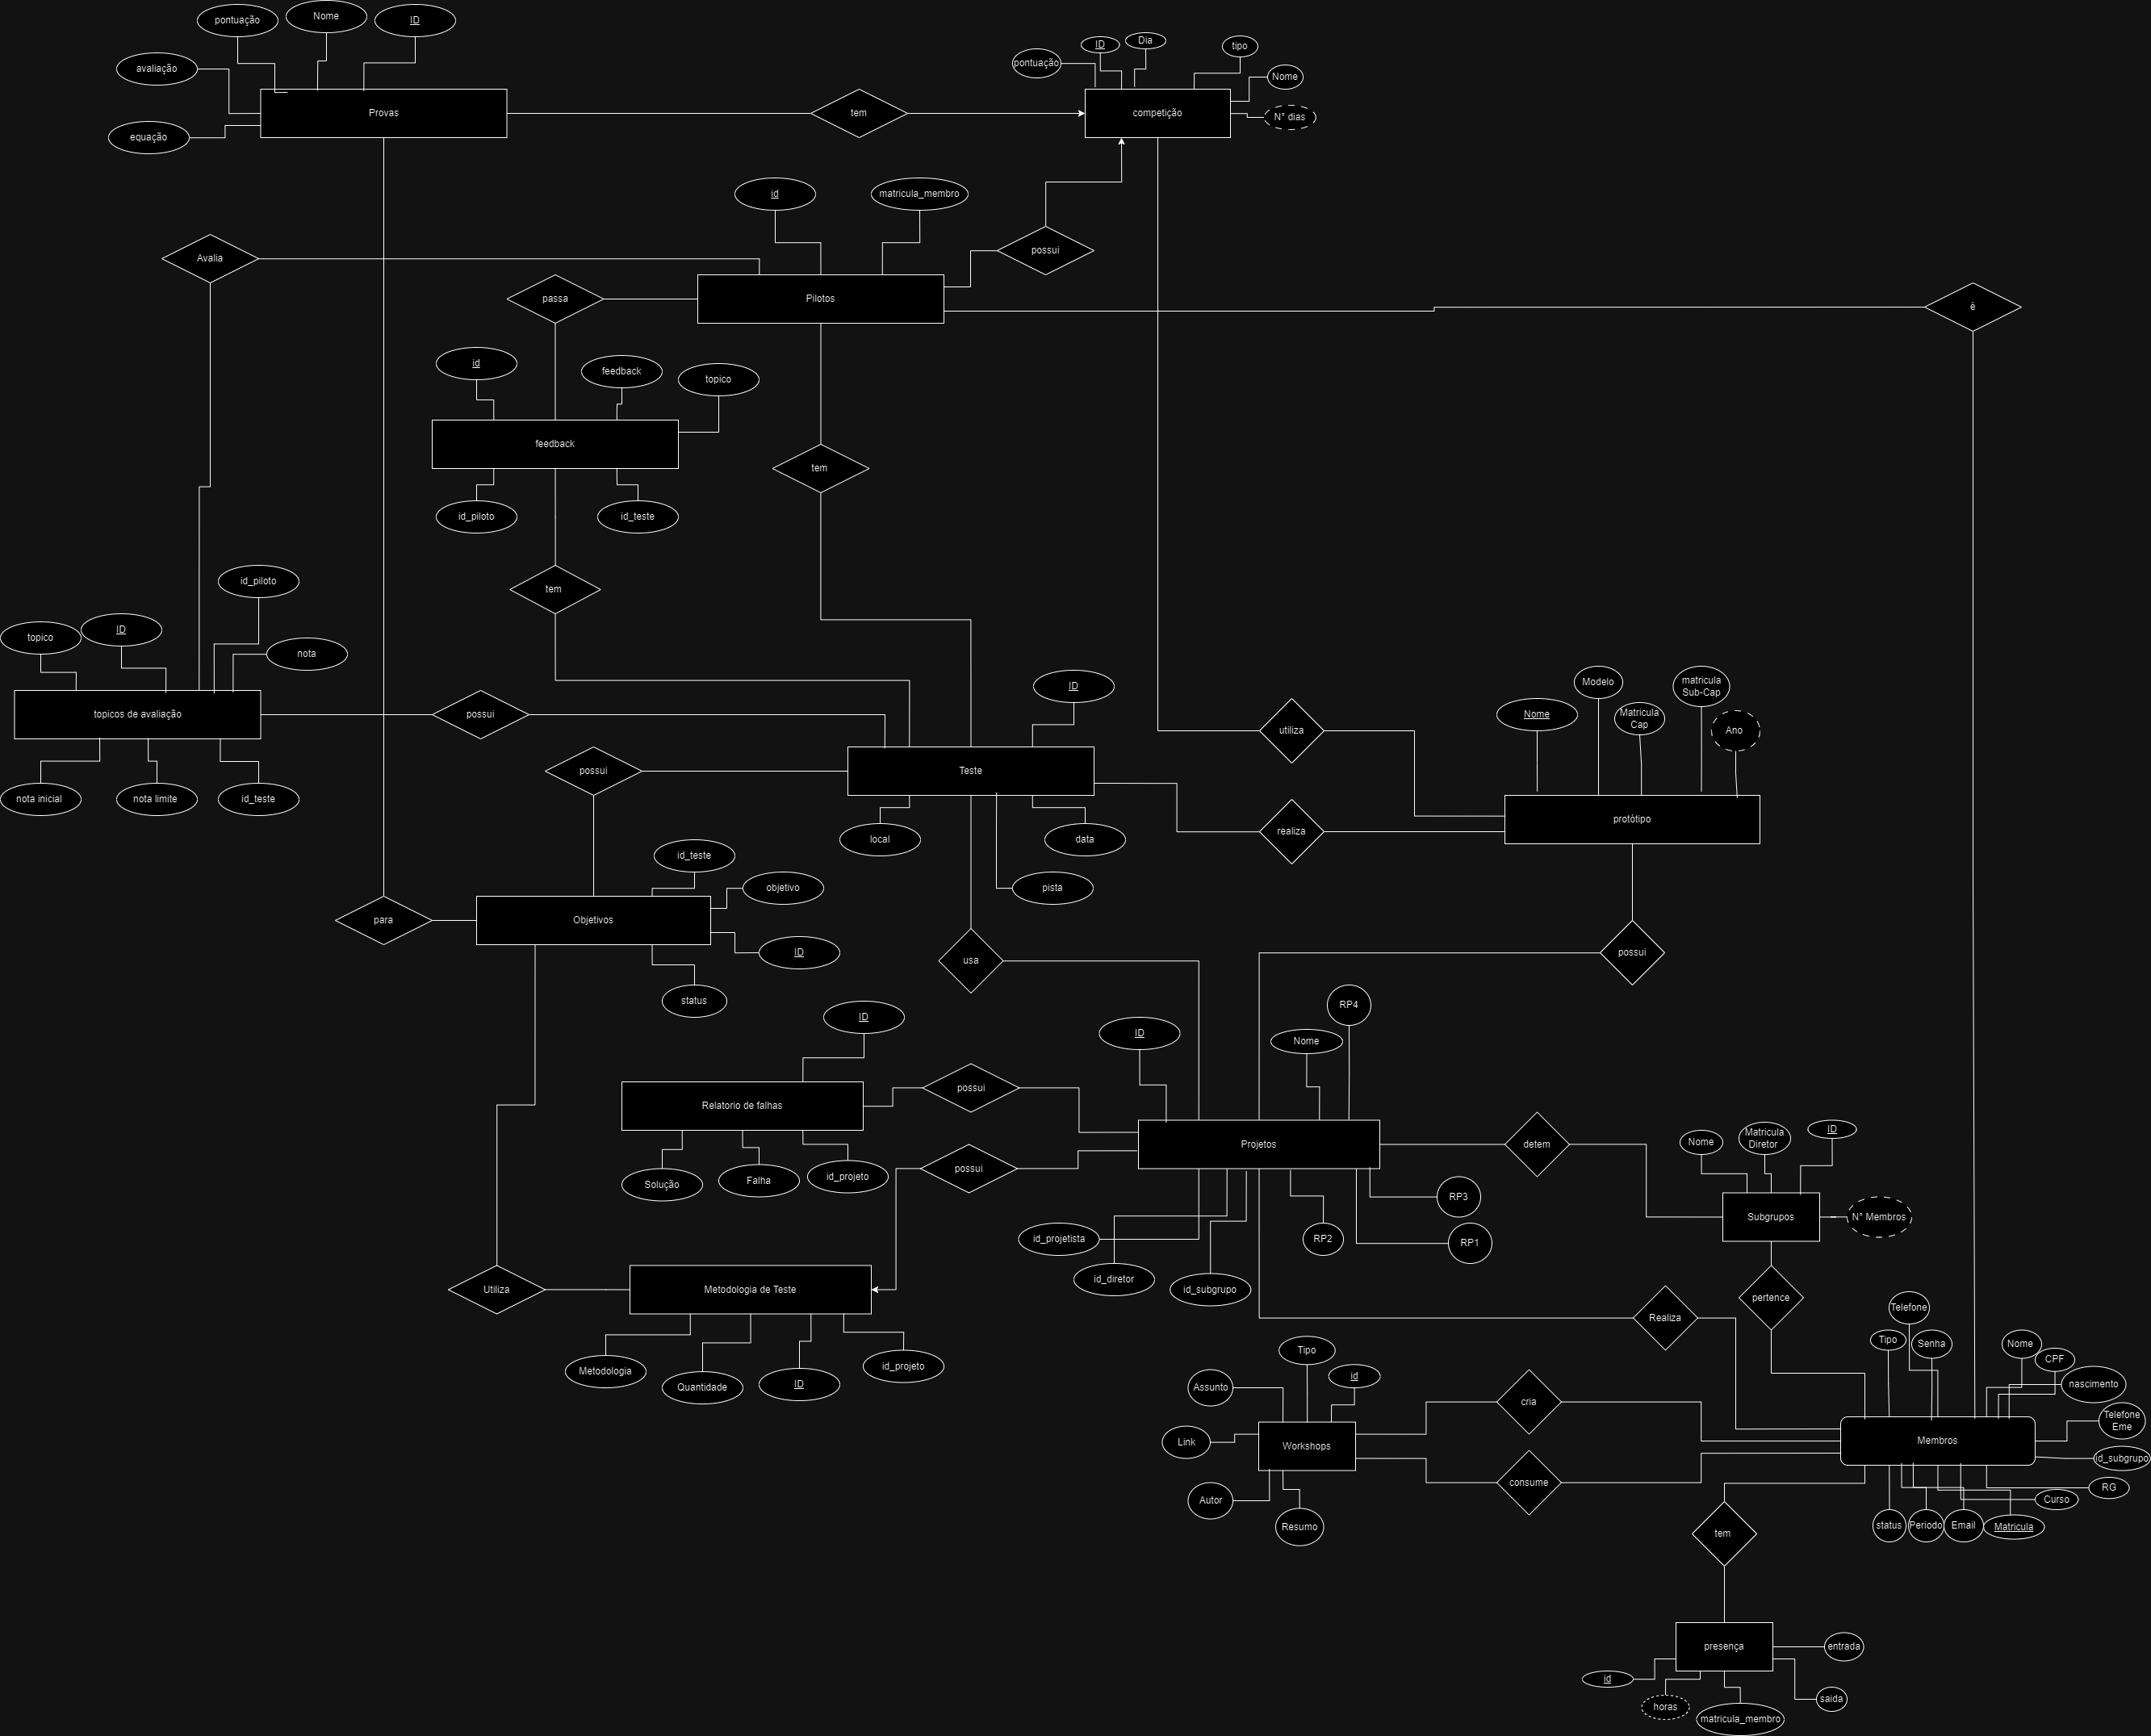 pontuação
Nome
ID
avaliação
equação
Provas
tem
pontuação
ID
Dia
tipo
Nome
N° dias
competição
id
matricula_membro
possui
Avalia
passa
Pilotos
é
id
feedback
topico
feedback
id_piloto
id_teste
tem
tem
id_piloto
topico
ID
nota
topicos de avaliação
nota inicial
nota limite
id_teste
possui
ID
possui
Teste
local
data
pista
utiliza
realiza
Nome
Modelo
Matricula
Cap
matricula
Sub-Cap
Ano
protótipo
id_teste
objetivo
para
Objetivos
ID
status
usa
possui
ID
Relatorio de falhas
Solução
Falha
id_projeto
possui
possui
ID
Nome
RP4
Projetos
id_projetista
id_diretor
id_subgrupo
RP2
RP3
RP1
detem
Nome
Matricula
Diretor
ID
Subgrupos
N° Membros
Utiliza
Metodologia de Teste
Metodologia
Quantidade
ID
id_projeto
pertence
Realiza
Tipo
id
Assunto
Link
Workshops
Autor
Resumo
cria
consume
Telefone
Tipo
Senha
Nome
CPF
nascimento
Telefone
Eme
Membros
id_subgrupo
RG
Curso
status
Periodo
Email
Matricula
tem
presença
entrada
id
horas
matricula_membro
saida